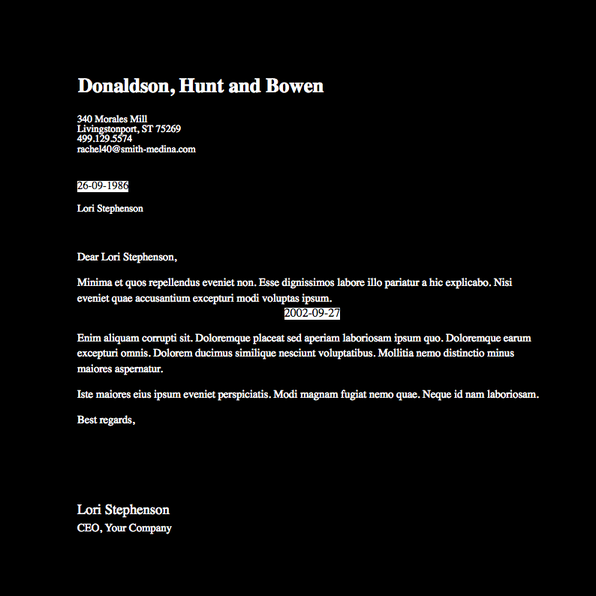 Donaldson, Hunt and Bowen
340 Morales Mill
Livingstonport, ST 75269
499.129.5574
rachel40@smith-medina.com
26-09-1986
Lori Stephenson
Dear Lori Stephenson,
Minima et quos repellendus eveniet non. Esse dignissimos labore illo pariatur a hic explicabo. Nisi
eveniet quae accusantium excepturi modi voluptas ipsum.
2002-09-27
Enim aliquam corrupti sit. Doloremque placeat sed aperiam laboriosam ipsum quo. Doloremque earum
excepturi omnis. Dolorem ducimus similique nesciunt voluptatibus. Mollitia nemo distinctio minus
maiores aspernatur.
Iste maiores eius ipsum eveniet perspiciatis. Modi magnam fugiat nemo quae. Neque id nam laboriosam.
Best regards,
Lori Stephenson
CEO, Your Company